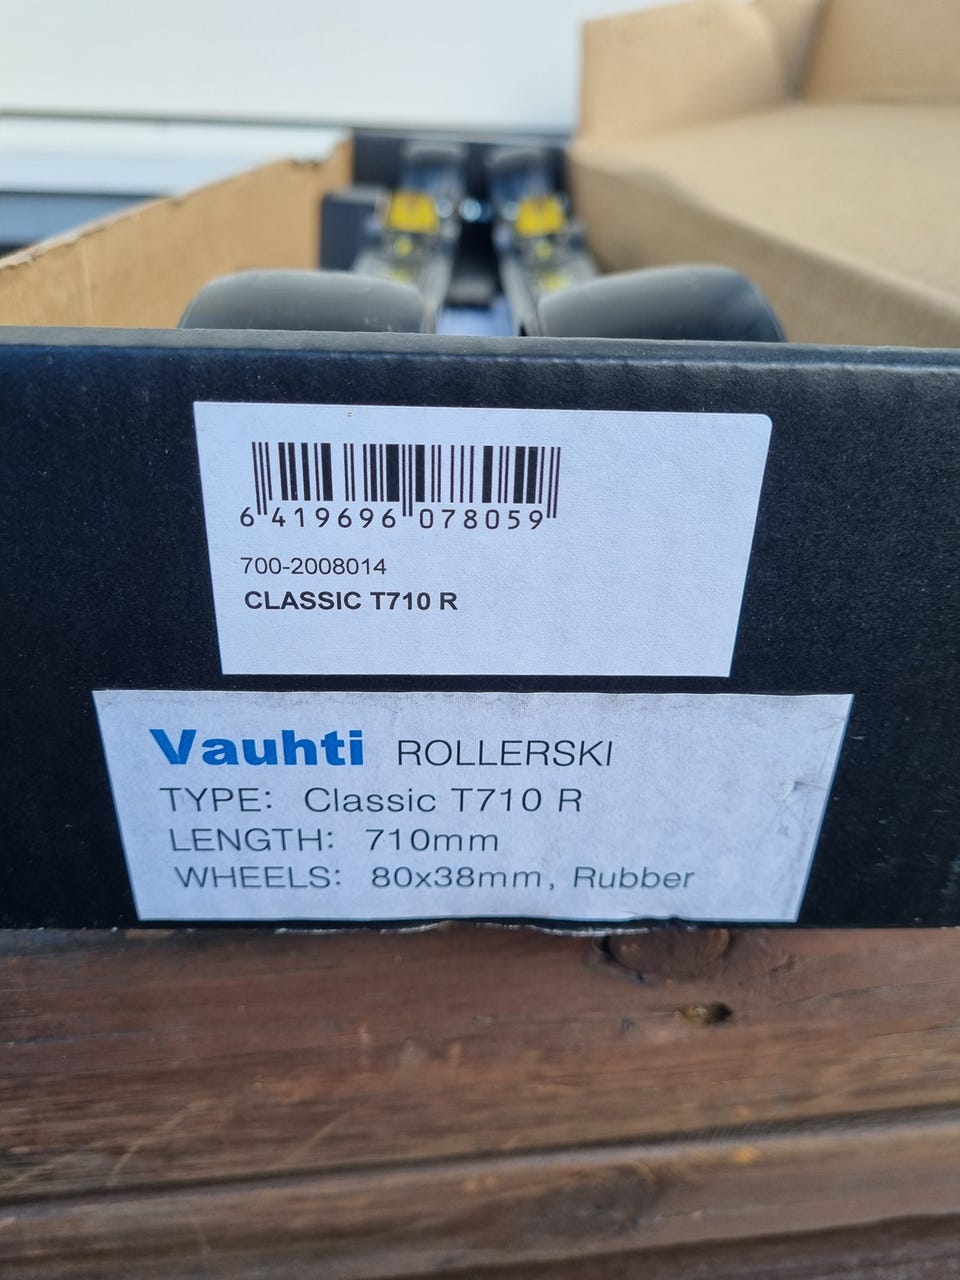 6 419696 078059
700-2008014
CLASSIC T710 R
Vauhti ROLLERSKI
TYPE: Classic T710 R
LENGTH: 710mm
WHEELS: 80x38mm, Rubber